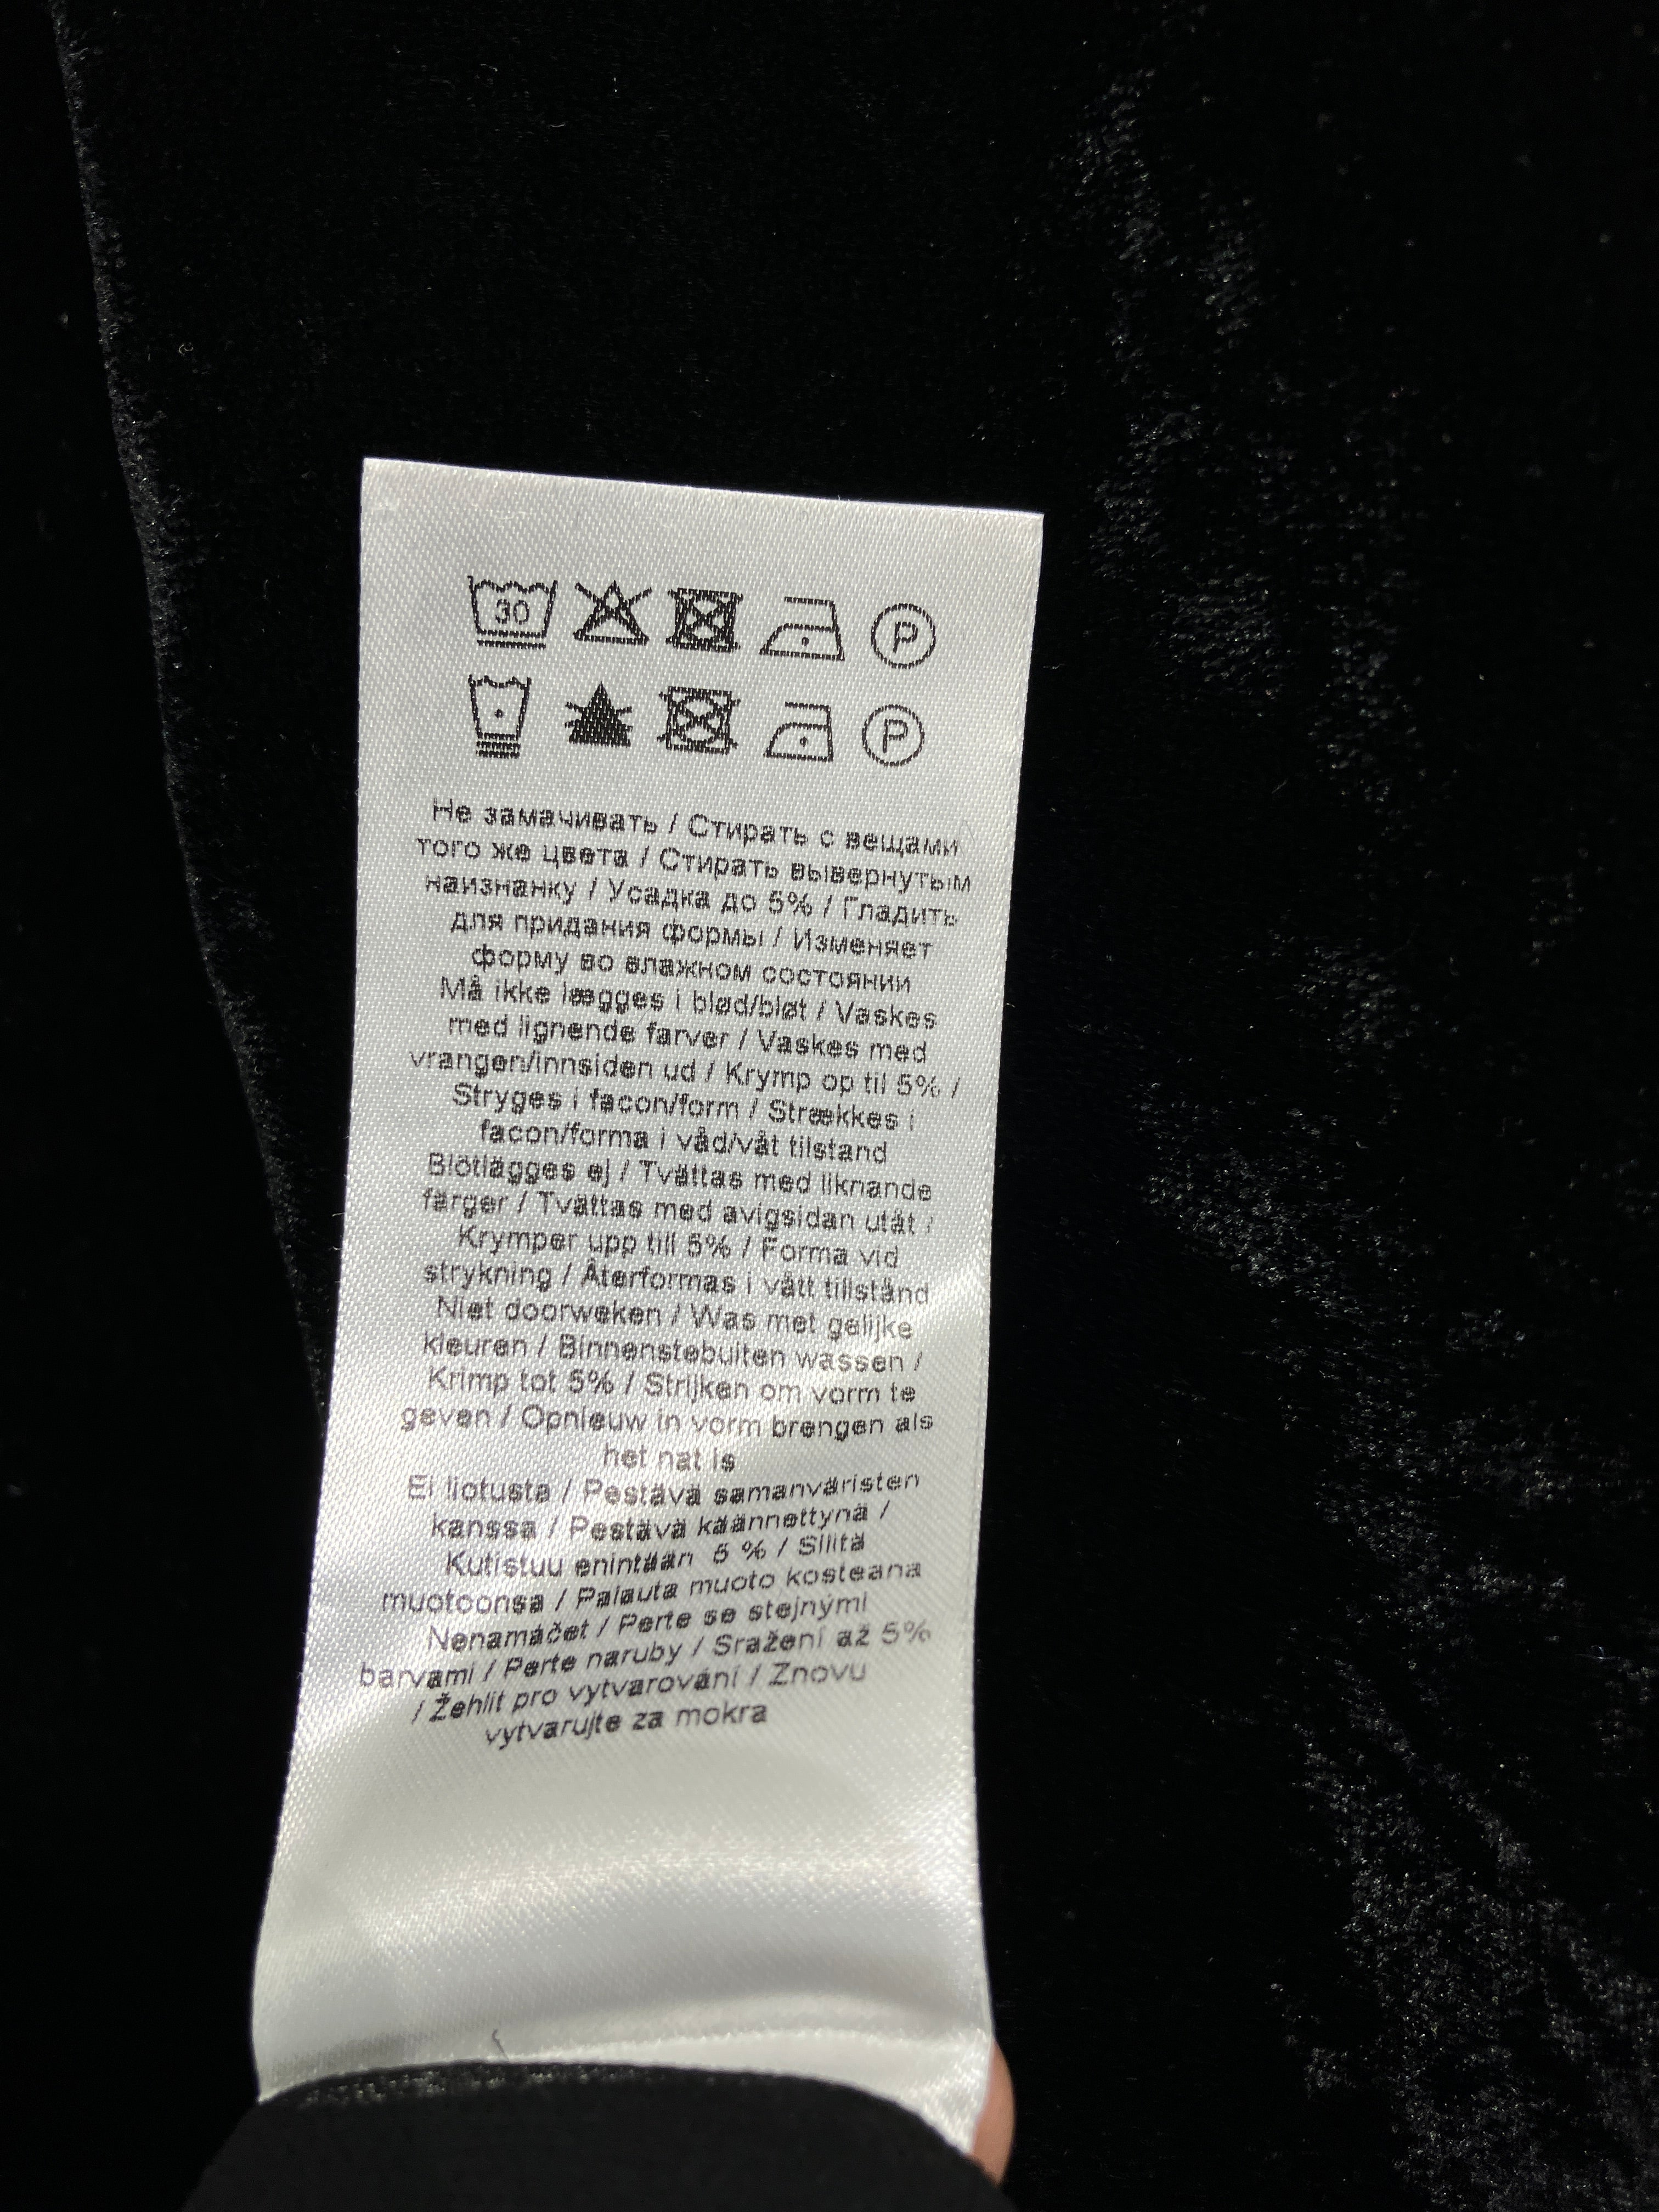 30 P
P
Не замачивать / Стирать с вещами
того же цвета / Стирать вывернутым
наизнанку / Усадка до 5% / Гладить
для придания формы / Изменяет
форму во влажном состоянии
Må ikke lægges i blød/bløt / Vaskes
med lignende farver / Vaskes med
vrangen/innsiden ud / Krymp op til 5% /
Stryges i facon/form / Strækkes i
facon/forma i våd/våt tilstand
Blötlägges ej / Tvättas med liknande
färger / Tvättas med avigsidan utåt /
Krymper upp till 5% / Forma vid
strykning / Återformas i vått tillstånd
Niet doorweken / Was met gelijke
kleuren / Binnenstebuiten wassen /
Krimp tot 5% / Strijken om vorm te
geven / Opnieuw in vorm brengen als
het nat is
Ei liotusta / Pestävä samanväristen
kanssa / Pestävä käännettynä /
Kutistuu enintään 5 % / Silitä
muotoonsa / Palauta muoto kosteana
Nenamáčet / Perte se stejnými
barvami / Perte naruby / Sražení až 5%
/ Žehlit pro vytvarování / Znovu
vytvarujte za mokra